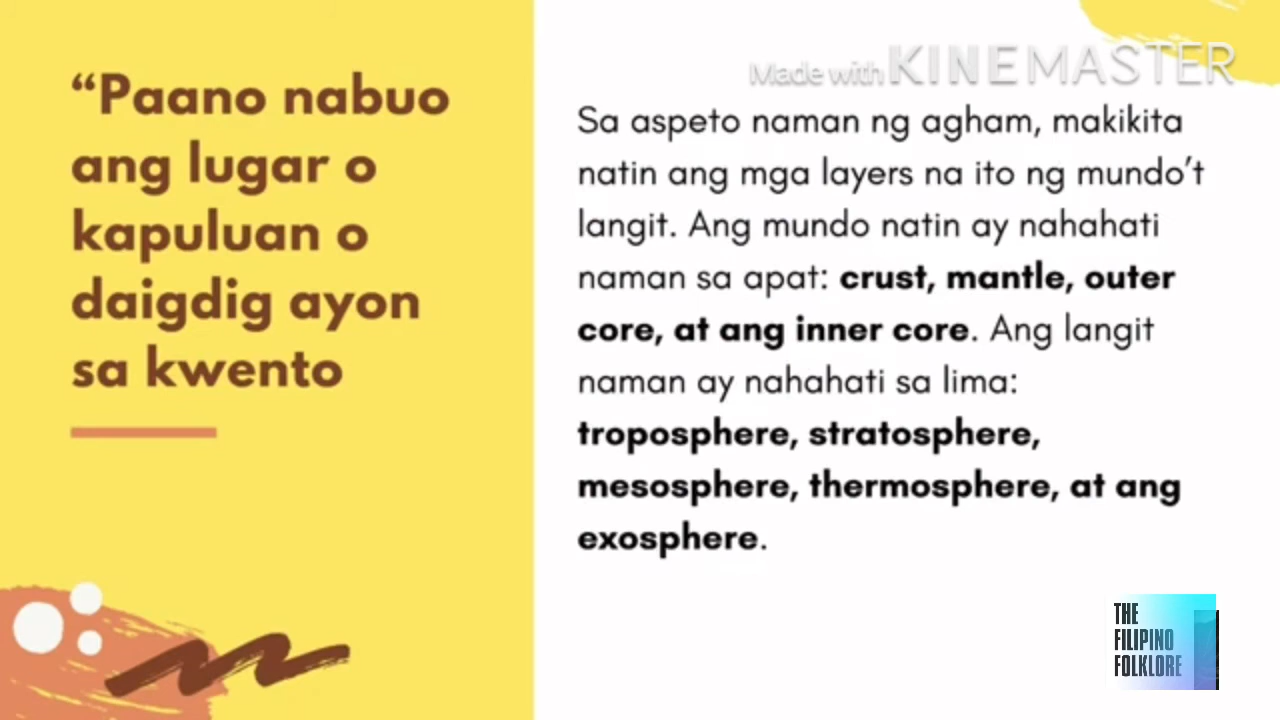 “Paano nabuo
ang lugar o
kapuluan o
daigdig ayon
sa kwento
Made with KINEMASTER
Sa aspeto naman ng agham, makikita
natin ang mga layers na ito ng mundo’t
langit. Ang mundo natin ay nahahati
naman sa apat: crust, mantle, outer
core, at ang inner core. Ang langit
naman ay nahahati sa lima:
troposphere, stratosphere,
mesosphere, thermosphere, at ang
exosphere.
THE
FILIPINO
FOLKLORE